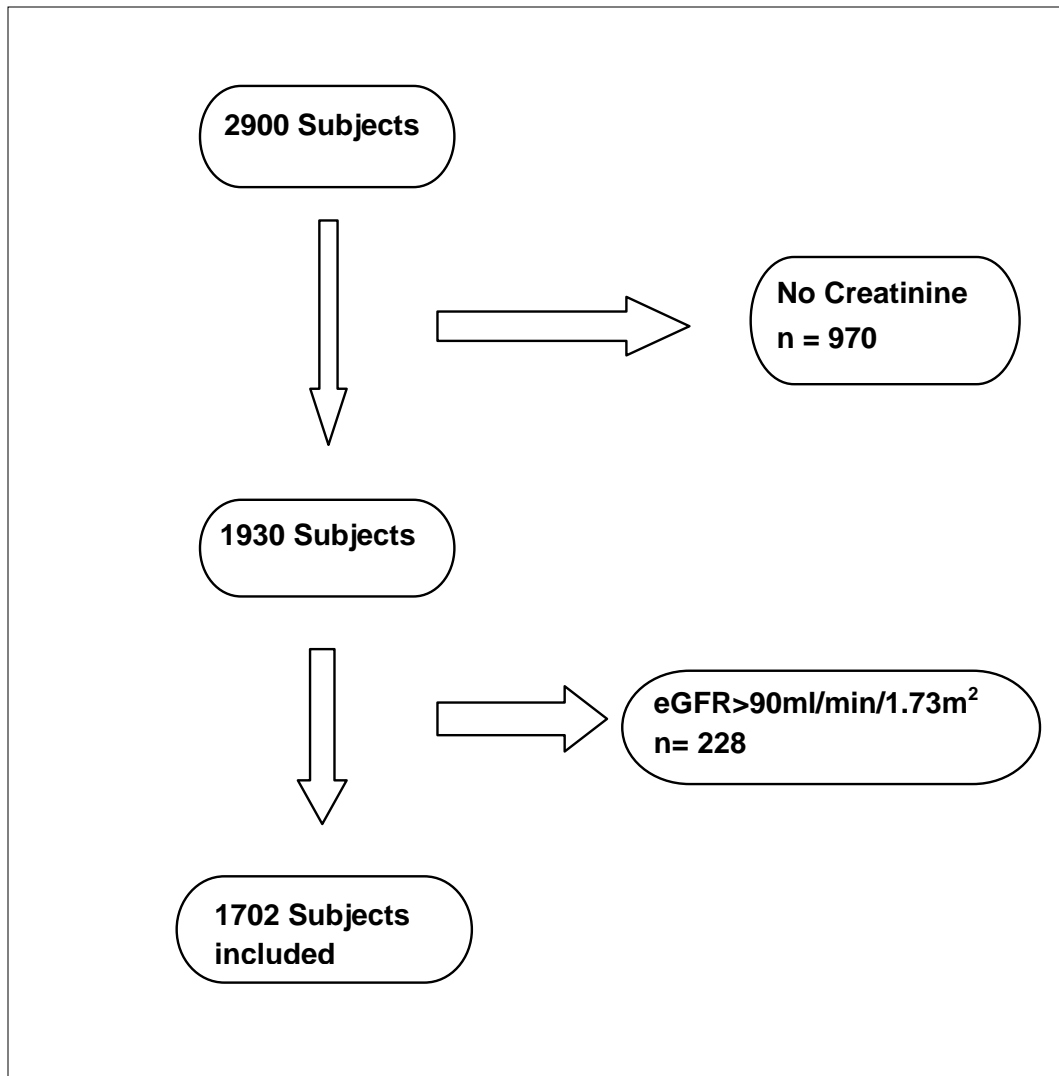 2900 Subjects
No Creatinine
n = 970
1930 Subjects
eGFR>90ml/min/1.73m²
n= 228
1702 Subjects
included